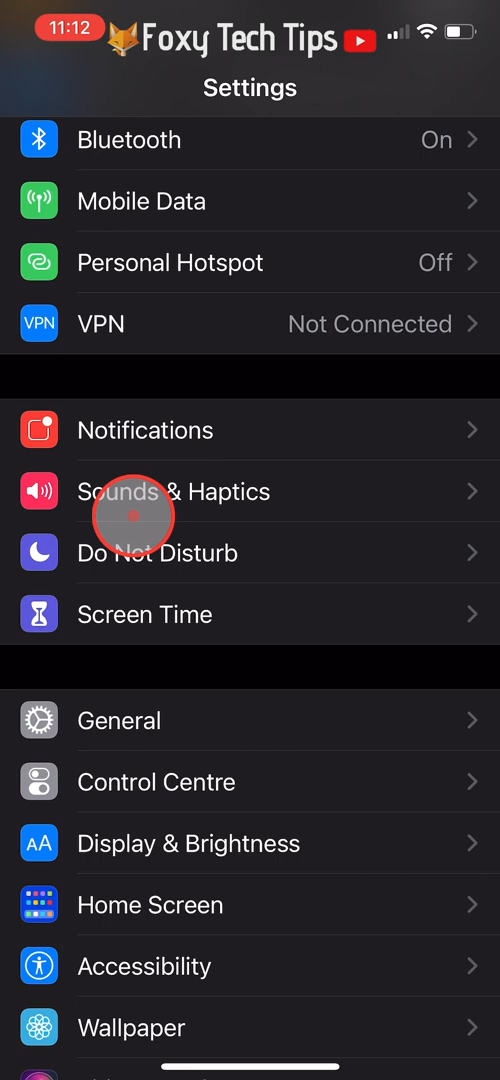 11:12
Foxy Tech Tips
Settings
Bluetooth On
Mobile Data
Personal Hotspot Off
VPN VPN Not Connected
Notifications
Sounds & Haptics
Do Not Disturb
Screen Time
General
Control Centre
AA Display & Brightness
Home Screen
Accessibility
Wallpaper